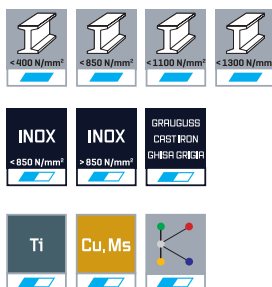 <400 N/mm² <850 N/mm² <1100 N/mm² <1300 N/mm²
INOX INOX GRAUGUSS
CAST IRON
GHISA GRIGIA
<850 N/mm² >850 N/mm²
Ti Cu, Ms